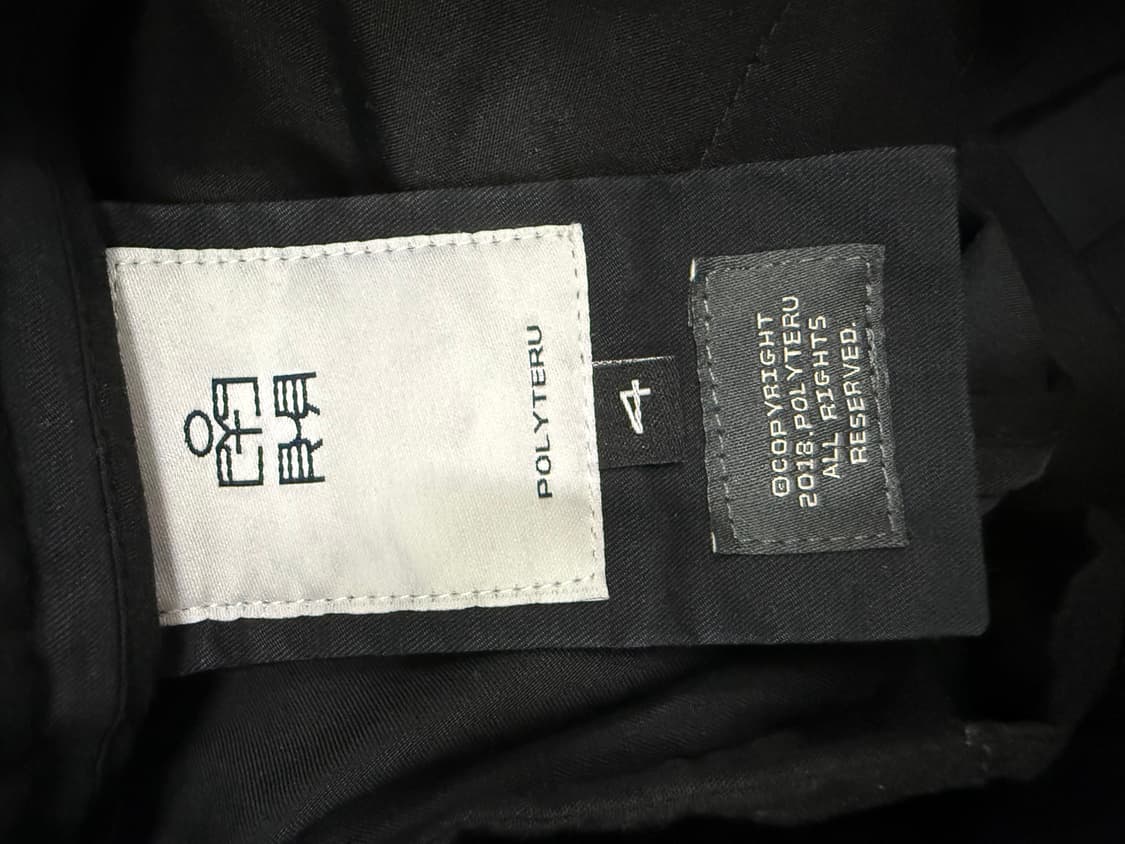 POLYTERU
4
©COPYRIGHT
2018.POLYTERU
ALL RIGHTS
RESERVED.